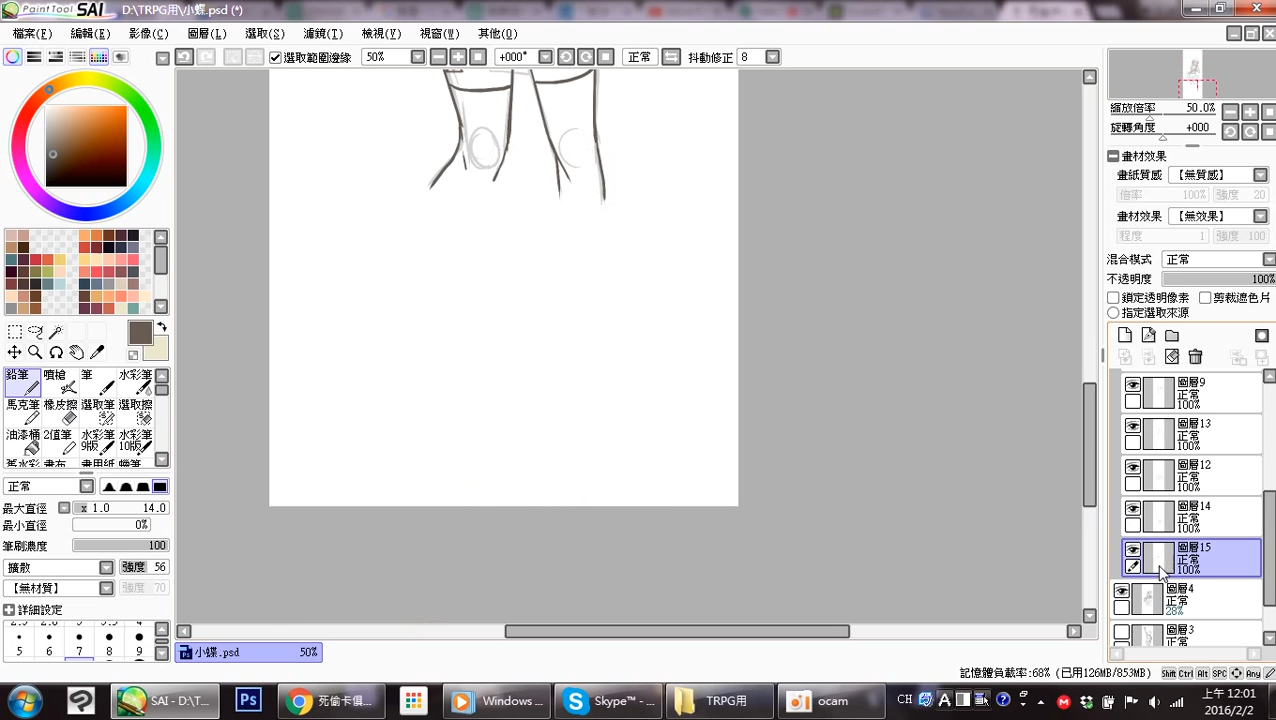 PaintTool SAI D:\TRPG用\小蝶.psd (*)
檔案(F) 編輯(E) 影像(C) 圖層(L) 選取(S) 濾鏡(T) 檢視(V) 視窗(W) 其他(O)
選取範圍邊緣 50% +000° 正常 抖動修正 8
縮放倍率 50.0%
旋轉角度 +000
畫材效果
畫紙質感 【無質感】
倍率 100% 強度 20
畫材效果 【無效果】
程度 1 強度 100
混合模式 正常
不透明度 100%
鎖定透明像素 剪裁遮色片
指定選取來源
圖層9
正常
100%
圖層13
正常
100%
圖層12
正常
100%
圖層14
正常
100%
圖層15
正常
100%
圖層4
正常
28%
圖層3
正常
鉛筆 噴槍 筆 水彩筆
馬克筆 橡皮擦 選取筆 選取擦
油漆桶 2值筆 水彩筆 水彩筆
9版 10版
舊水彩 畫布 畫用紙 蠟筆
正常
最大直徑 x 1.0 14.0
最小直徑 0%
筆刷濃度 100
擴散 強度 56
【無材質】 強度 70
詳細設定
5 6 7 8 9
小蝶.psd 50%
記憶體負載率:68% (已用126MB/853MB) Shift Ctrl Alt SPC Any
SAI - D:\T... 死偷卡僵... Windows ... Skype™ - ... TRPG用 ocam
CH
上午 12:01
2016/2/2